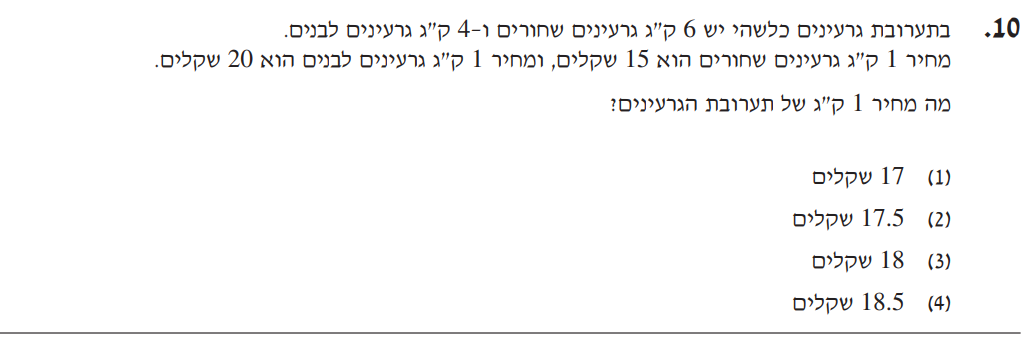 10. בתערובת גרעינים כלשהי יש 6 ק"ג גרעינים שחורים ו-4 ק"ג גרעינים לבנים.
מחיר 1 ק"ג גרעינים שחורים הוא 15 שקלים, ומחיר 1 ק"ג גרעינים לבנים הוא 20 שקלים.
מה מחיר 1 ק"ג של תערובת הגרעינים?
(1) 17 שקלים
(2) 17.5 שקלים
(3) 18 שקלים
(4) 18.5 שקלים